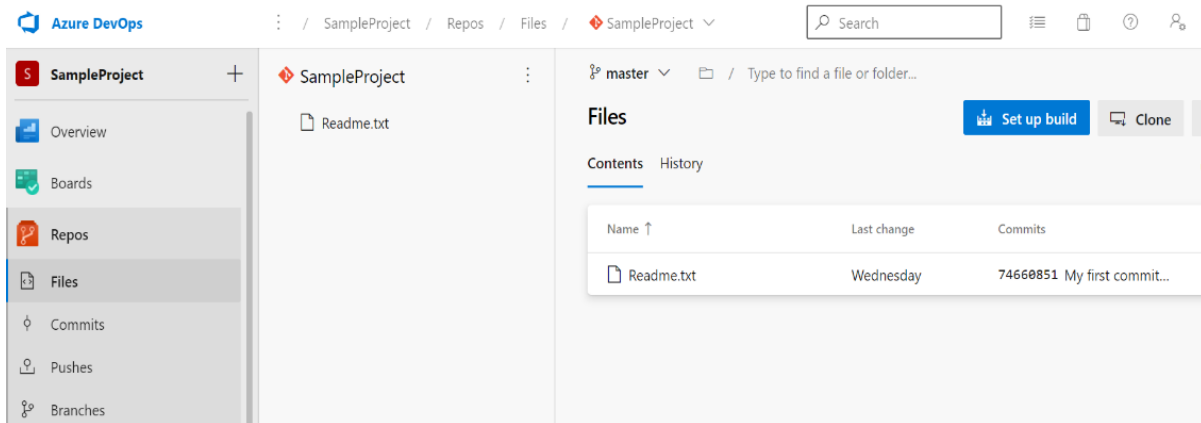 Azure DevOps
/ SampleProject / Repos / Files / SampleProject
Search
S SampleProject
Overview
Boards
Repos
Files
Commits
Pushes
Branches
SampleProject
Readme.txt
master / Type to find a file or folder...
Files
Set up build
Clone
Contents History
Name ↑ Last change Commits
Readme.txt Wednesday 74660851 My first commit...